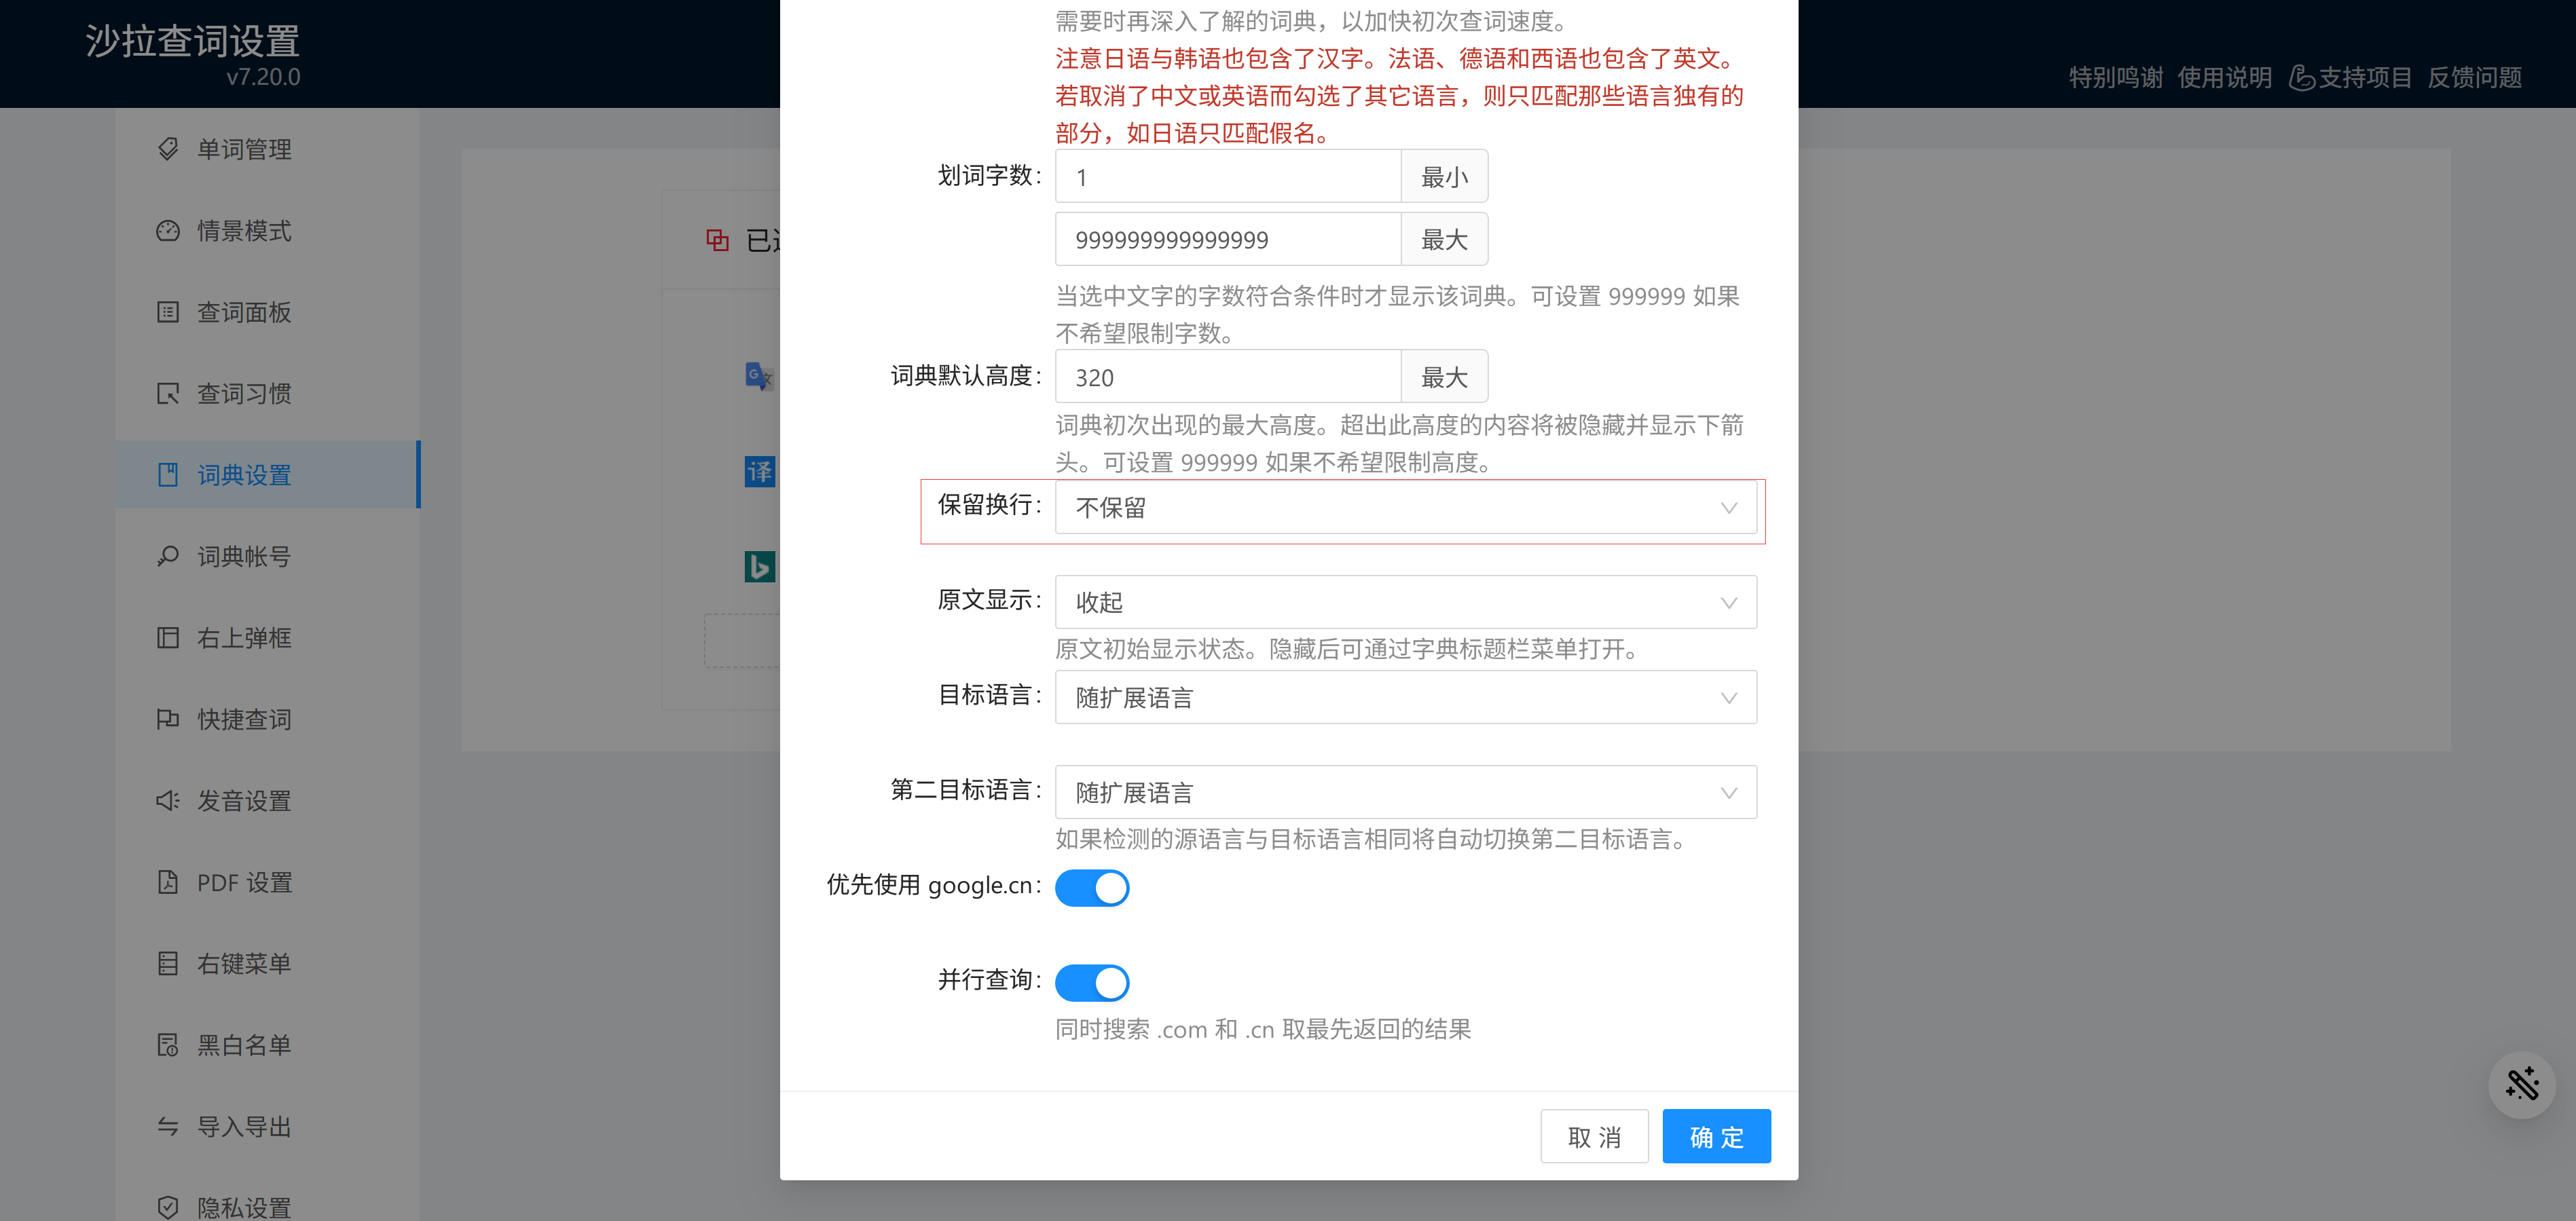 沙拉查词设置
v7.20.0
特别鸣谢 使用说明 支持项目 反馈问题
单词管理
情景模式
查词面板
查词习惯
词典设置
词典帐号
右上弹框
快捷查词
发音设置
PDF 设置
右键菜单
黑白名单
导入导出
隐私设置
已
译
需要时再深入了解的词典，以加快初次查词速度。
注意日语与韩语也包含了汉字。法语、德语和西语也包含了英文。
若取消了中文或英语而勾选了其它语言，则只匹配那些语言独有的
部分，如日语只匹配假名。
划词字数: 1 最小
999999999999999 最大
当选中文字的字数符合条件时才显示该词典。可设置 999999 如果
不希望限制字数。
词典默认高度: 320 最大
词典初次出现的最大高度。超出此高度的内容将被隐藏并显示下箭
头。可设置 999999 如果不希望限制高度。
保留换行: 不保留
原文显示: 收起
原文初始显示状态。隐藏后可通过字典标题栏菜单打开。
目标语言: 随扩展语言
第二目标语言: 随扩展语言
如果检测的源语言与目标语言相同将自动切换第二目标语言。
优先使用 google.cn:
并行查询:
同时搜索 .com 和 .cn 取最先返回的结果
取 消 确 定